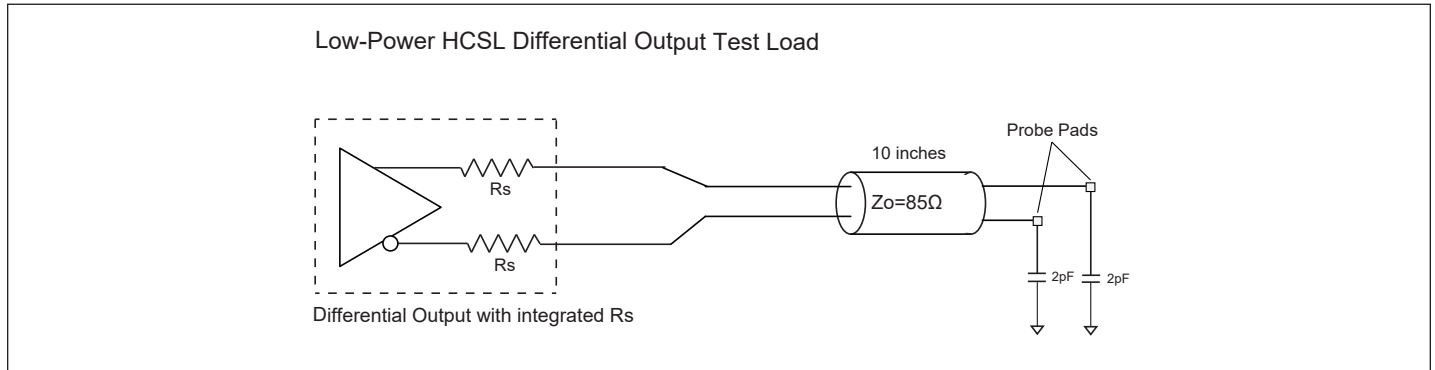 Low-Power HCSL Differential Output Test Load
Probe Pads
10 inches
Rs
Zo=85Ω
Rs
2pF
2pF
Differential Output with integrated Rs